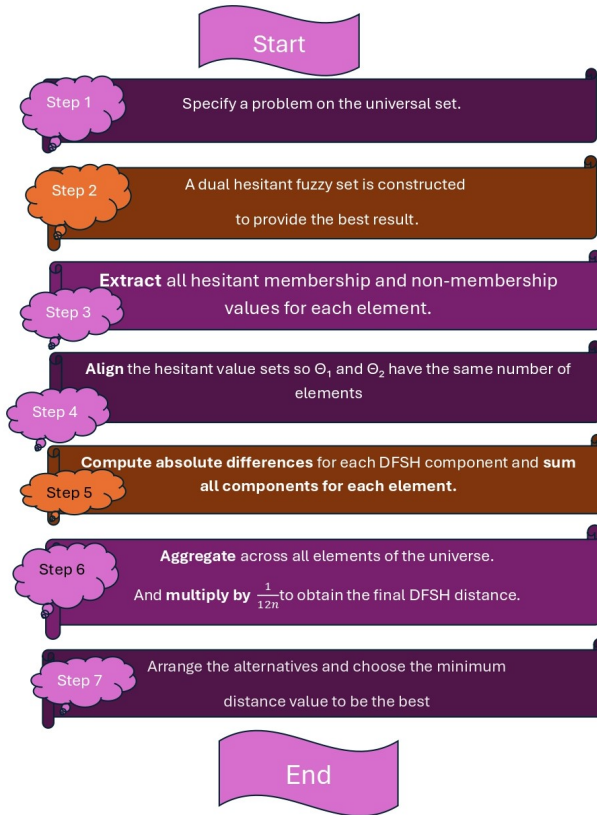 Start
Step 1
Specify a problem on the universal set.
Step 2
A dual hesitant fuzzy set is constructed
to provide the best result.
Step 3
Extract all hesitant membership and non-membership
values for each element.
Step 4
Align the hesitant value sets so Θ₁ and Θ₂ have the same number of
elements
Step 5
Compute absolute differences for each DFSH component and sum
all components for each element.
Step 6
Aggregate across all elements of the universe.
And multiply by 1/12n to obtain the final DFSH distance.
Step 7
Arrange the alternatives and choose the minimum
distance value to be the best
End